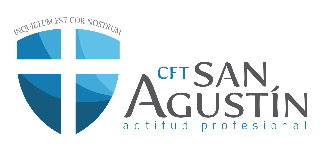 INQUIETUM EST COR NOSTRUM
CFT SAN
AGUSTÍN
actitud profesional